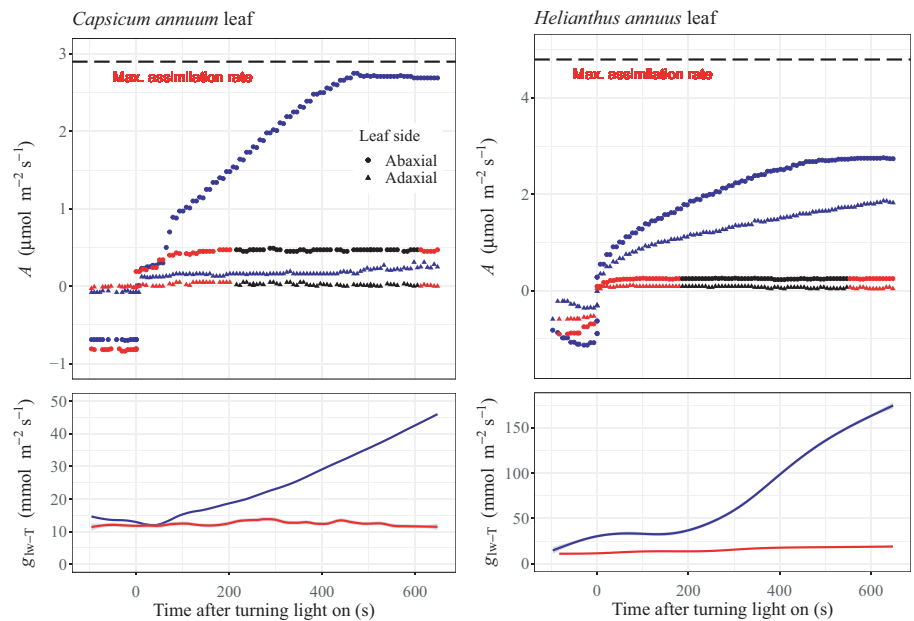 Capsicum annuum leaf
Helianthus annuus leaf
Max. assimilation rate
Max. assimilation rate
Leaf side
Abaxial
Adaxial
A (μmol m−2 s−1)
3
2
1
0
−1
A (μmol m−2 s−1)
4
2
0
glw−T (mmol m−2 s−1)
50
40
30
20
10
0
glw−T (mmol m−2 s−1)
150
100
50
0
0 200 400 600
Time after turning light on (s)
0 200 400 600
Time after turning light on (s)